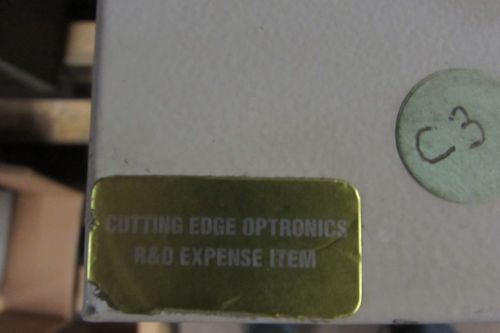 C3
CUTTING EDGE OPTRONICS
R&D EXPENSE ITEM